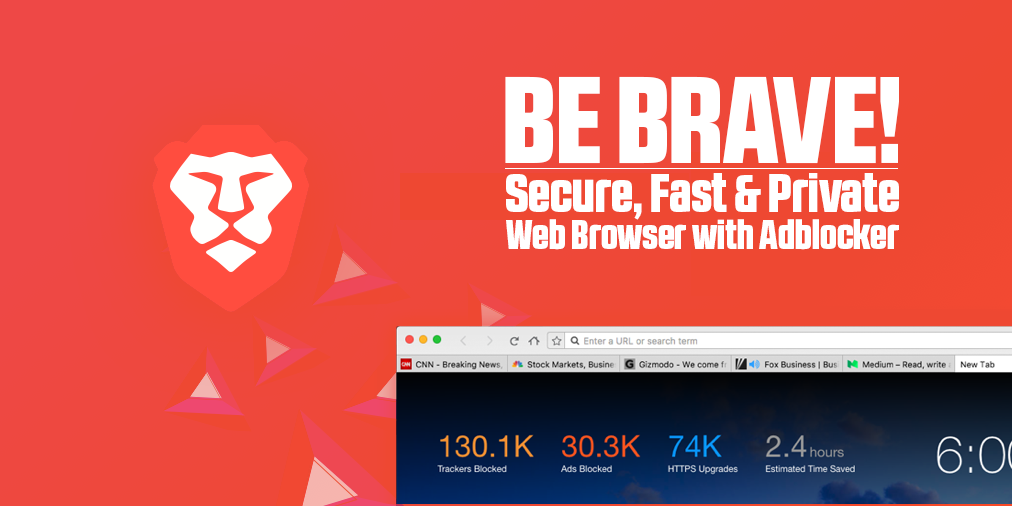 BE BRAVE!
Secure, Fast & Private
Web Browser with Adblocker
Enter a URL or search term
CNN - Breaking News, Stock Markets, Busine Gizmodo - We come f Fox Business | Bus Medium – Read, write New Tab
130.1K 30.3K 74K 2.4 hours 6:00
Trackers Blocked Ads Blocked HTTPS Upgrades Estimated Time Saved